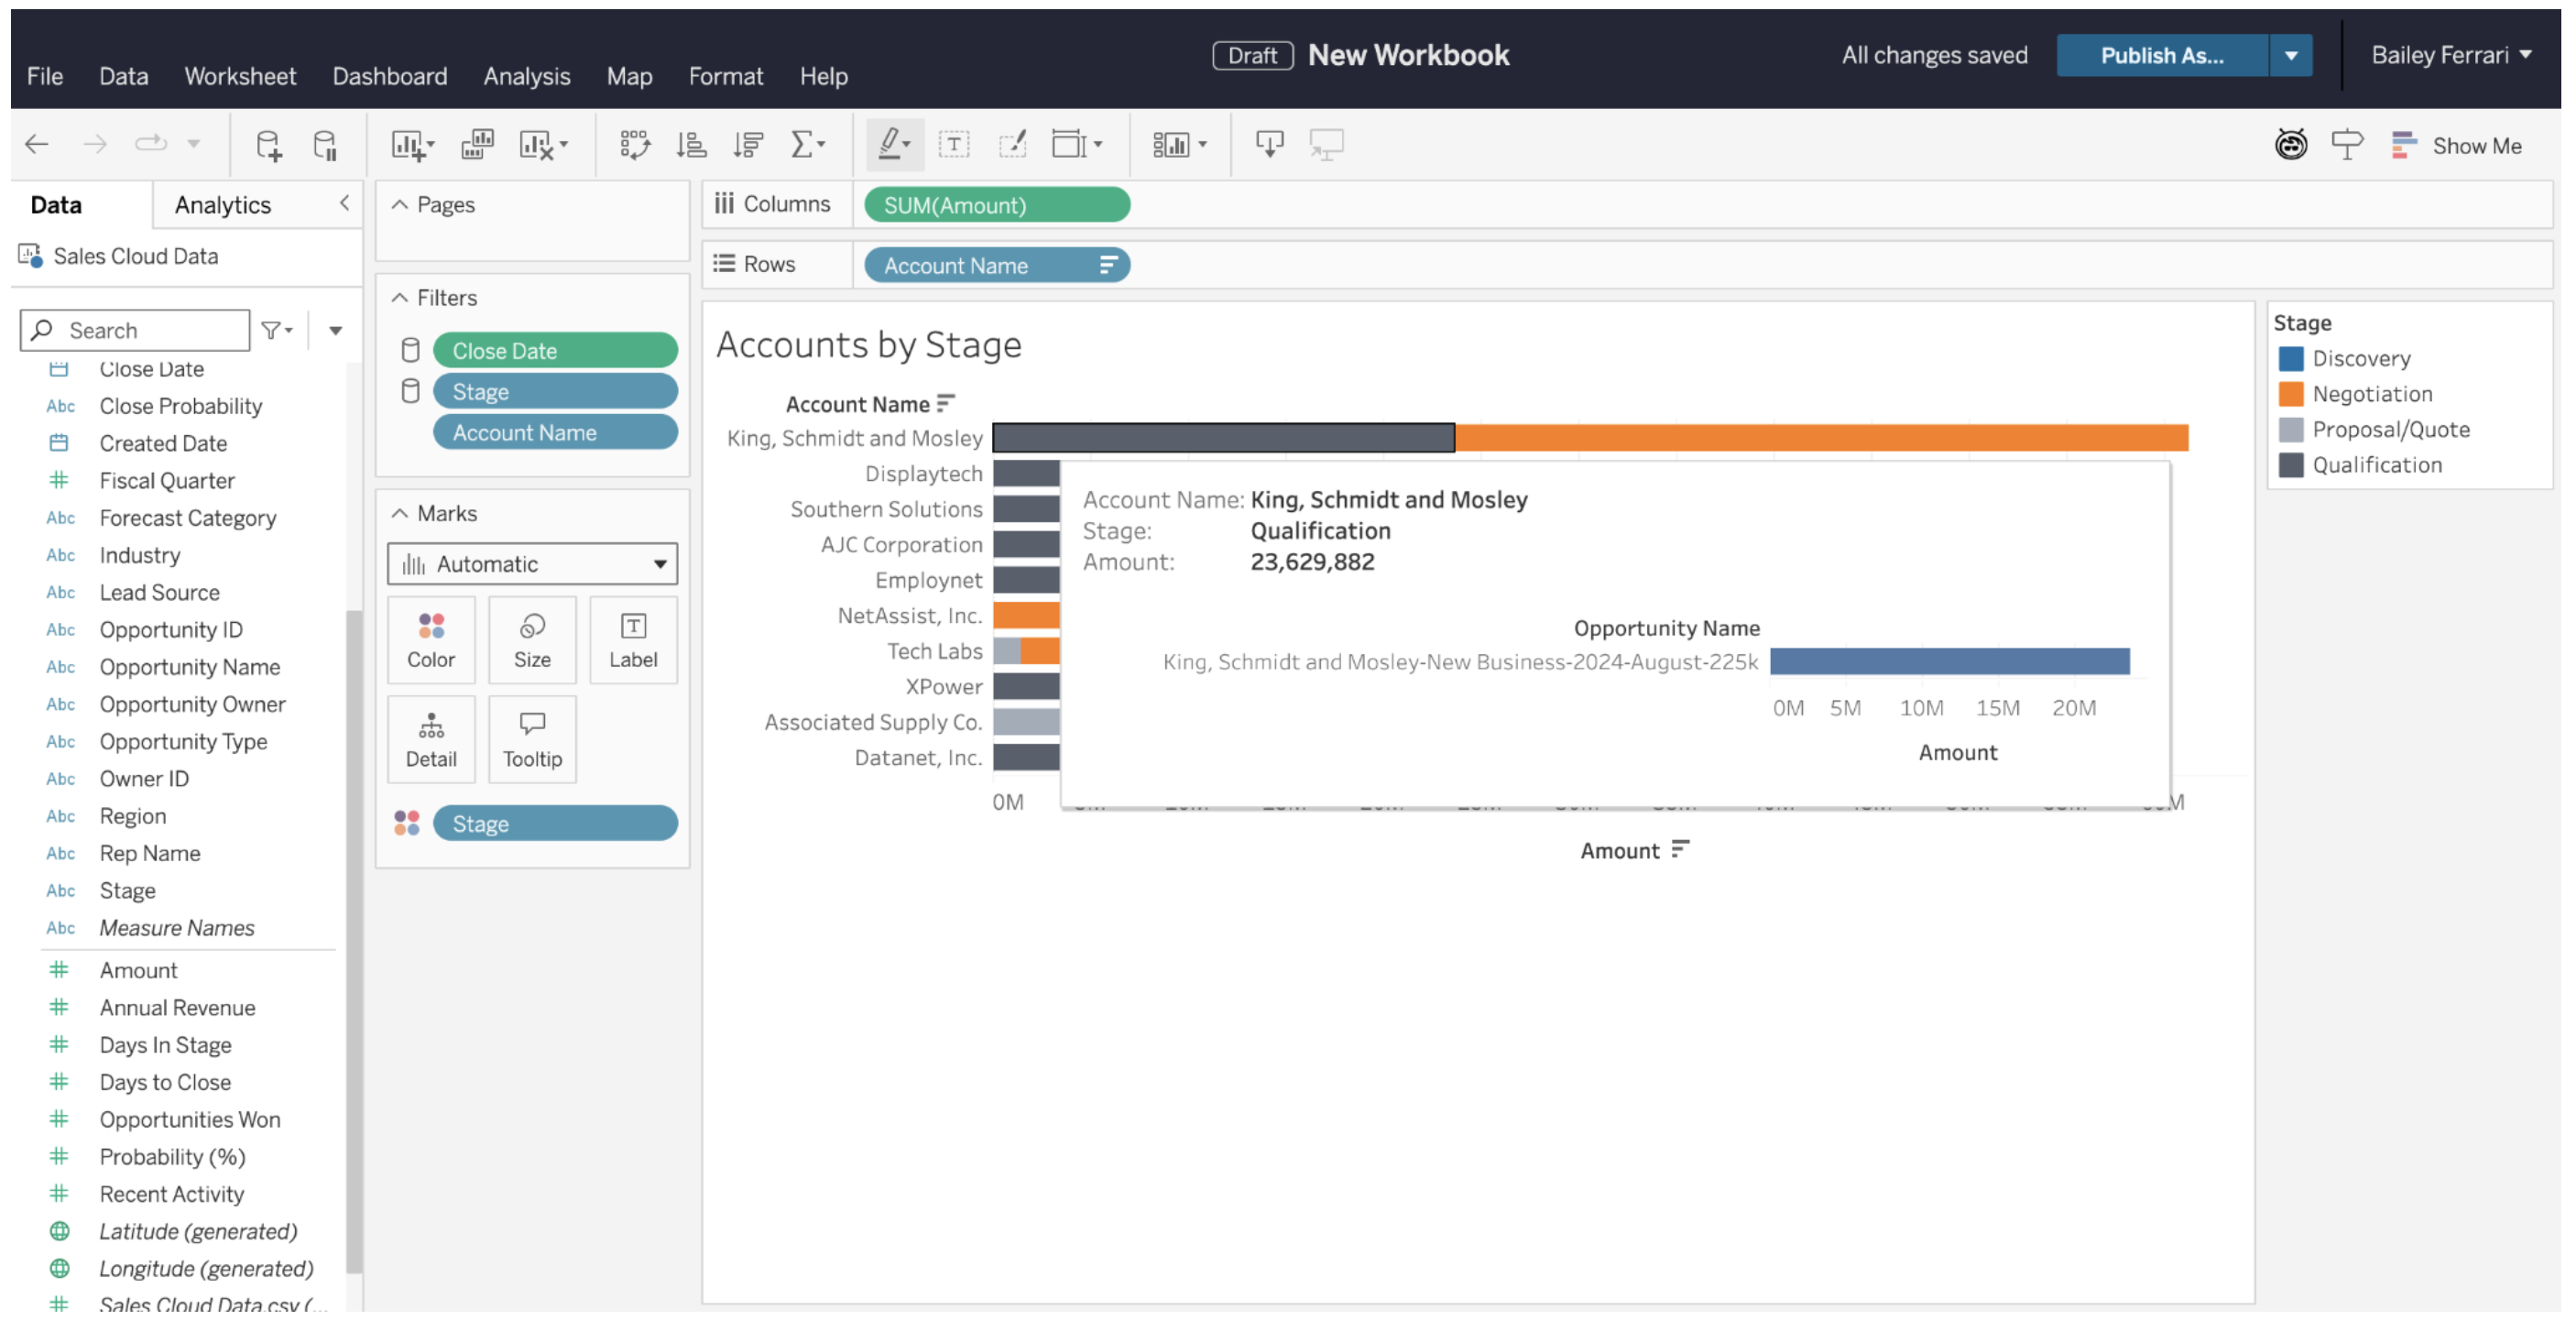 Draft New Workbook
All changes saved
Publish As...
Bailey Ferrari
File Data Worksheet Dashboard Analysis Map Format Help
Show Me
Data Analytics
Sales Cloud Data
Search
Close Date
Abc Close Probability
Created Date
Fiscal Quarter
Abc Forecast Category
Abc Industry
Abc Lead Source
Abc Opportunity ID
Abc Opportunity Name
Abc Opportunity Owner
Abc Opportunity Type
Abc Owner ID
Abc Region
Abc Rep Name
Abc Stage
Abc Measure Names
Amount
Annual Revenue
Days In Stage
Days to Close
Opportunities Won
Probability (%)
Recent Activity
Latitude (generated)
Longitude (generated)
Sales Cloud Data.csv (...
Pages
Filters
Close Date
Stage
Account Name
Marks
Automatic
Color Size Label
Detail Tooltip
Stage
Columns SUM(Amount)
Rows Account Name
Accounts by Stage
Account Name
King, Schmidt and Mosley
Displaytech
Southern Solutions
AJC Corporation
Employnet
NetAssist, Inc.
Tech Labs
XPower
Associated Supply Co.
Datanet, Inc.
0M
Amount
Account Name: King, Schmidt and Mosley
Stage: Qualification
Amount: 23,629,882
Opportunity Name
King, Schmidt and Mosley-New Business-2024-August-225k
0M 5M 10M 15M 20M
Amount
Stage
Discovery
Negotiation
Proposal/Quote
Qualification